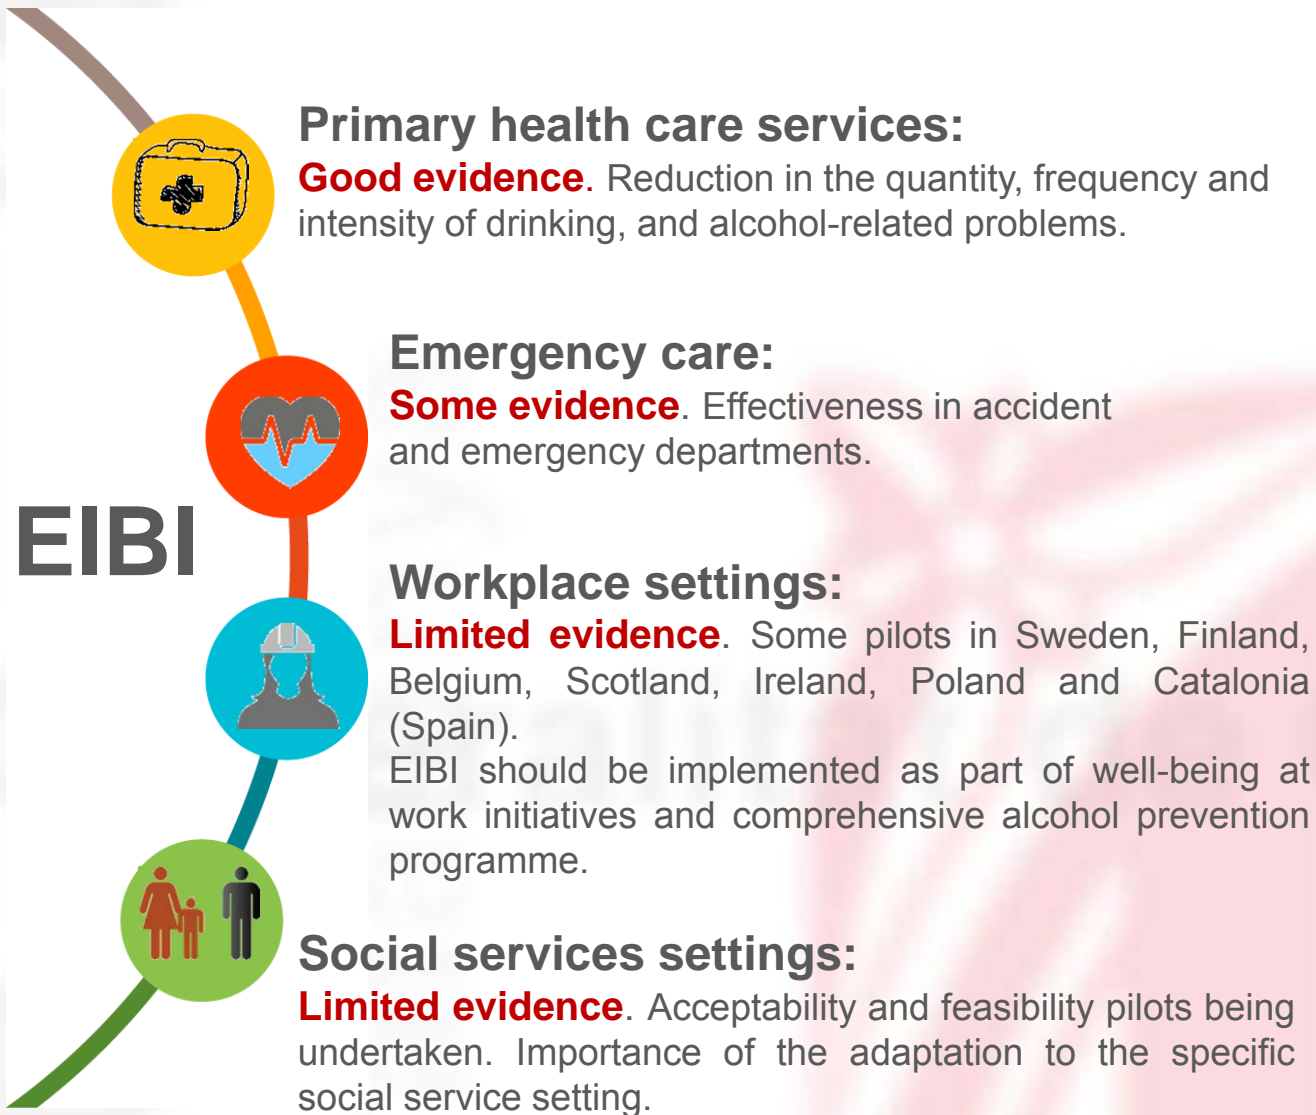 Primary health care services:
Good evidence. Reduction in the quantity, frequency and
intensity of drinking, and alcohol-related problems.
Emergency care:
Some evidence. Effectiveness in accident
and emergency departments.
EIBI
Workplace settings:
Limited evidence. Some pilots in Sweden, Finland,
Belgium, Scotland, Ireland, Poland and Catalonia
(Spain).
EIBI should be implemented as part of well-being at
work initiatives and comprehensive alcohol prevention
programme.
Social services settings:
Limited evidence. Acceptability and feasibility pilots being
undertaken. Importance of the adaptation to the specific
social service setting.